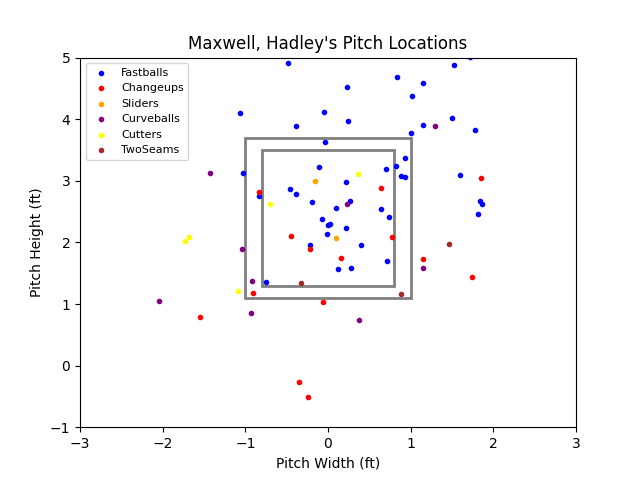 Maxwell, Hadley's Pitch Locations
Fastballs
Changeups
Sliders
Curveballs
Cutters
TwoSeams
5
4
3
2
1
0
−1
Pitch Height (ft)
−3
−2
−1
0
1
2
3
Pitch Width (ft)